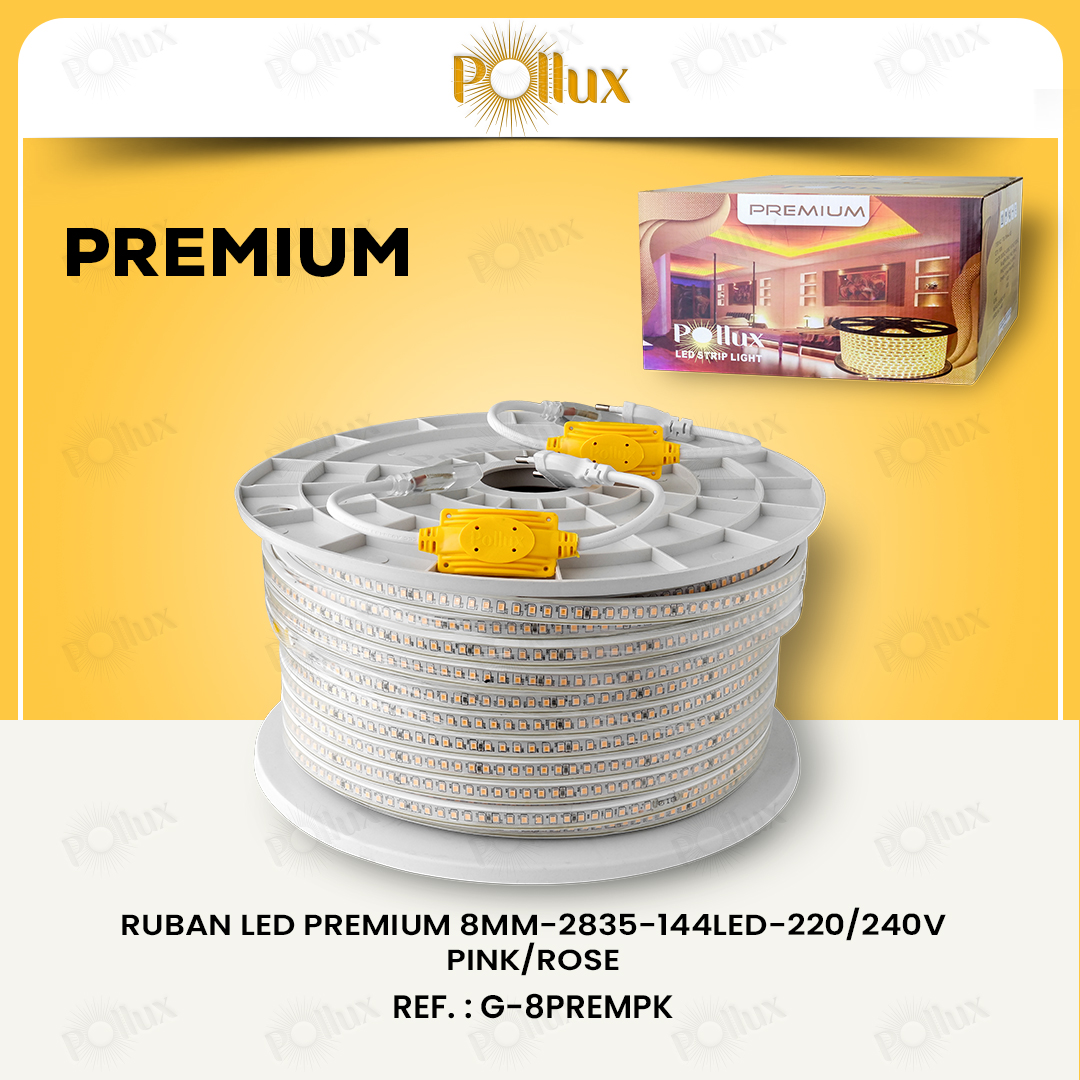 Pollux
PREMIUM
PREMIUM
Pollux
LED STRIP LIGHT
Pollux
Pollux
RUBAN LED PREMIUM 8MM-2835-144LED-220/240V
PINK/ROSE
REF. : G-8PREMPK